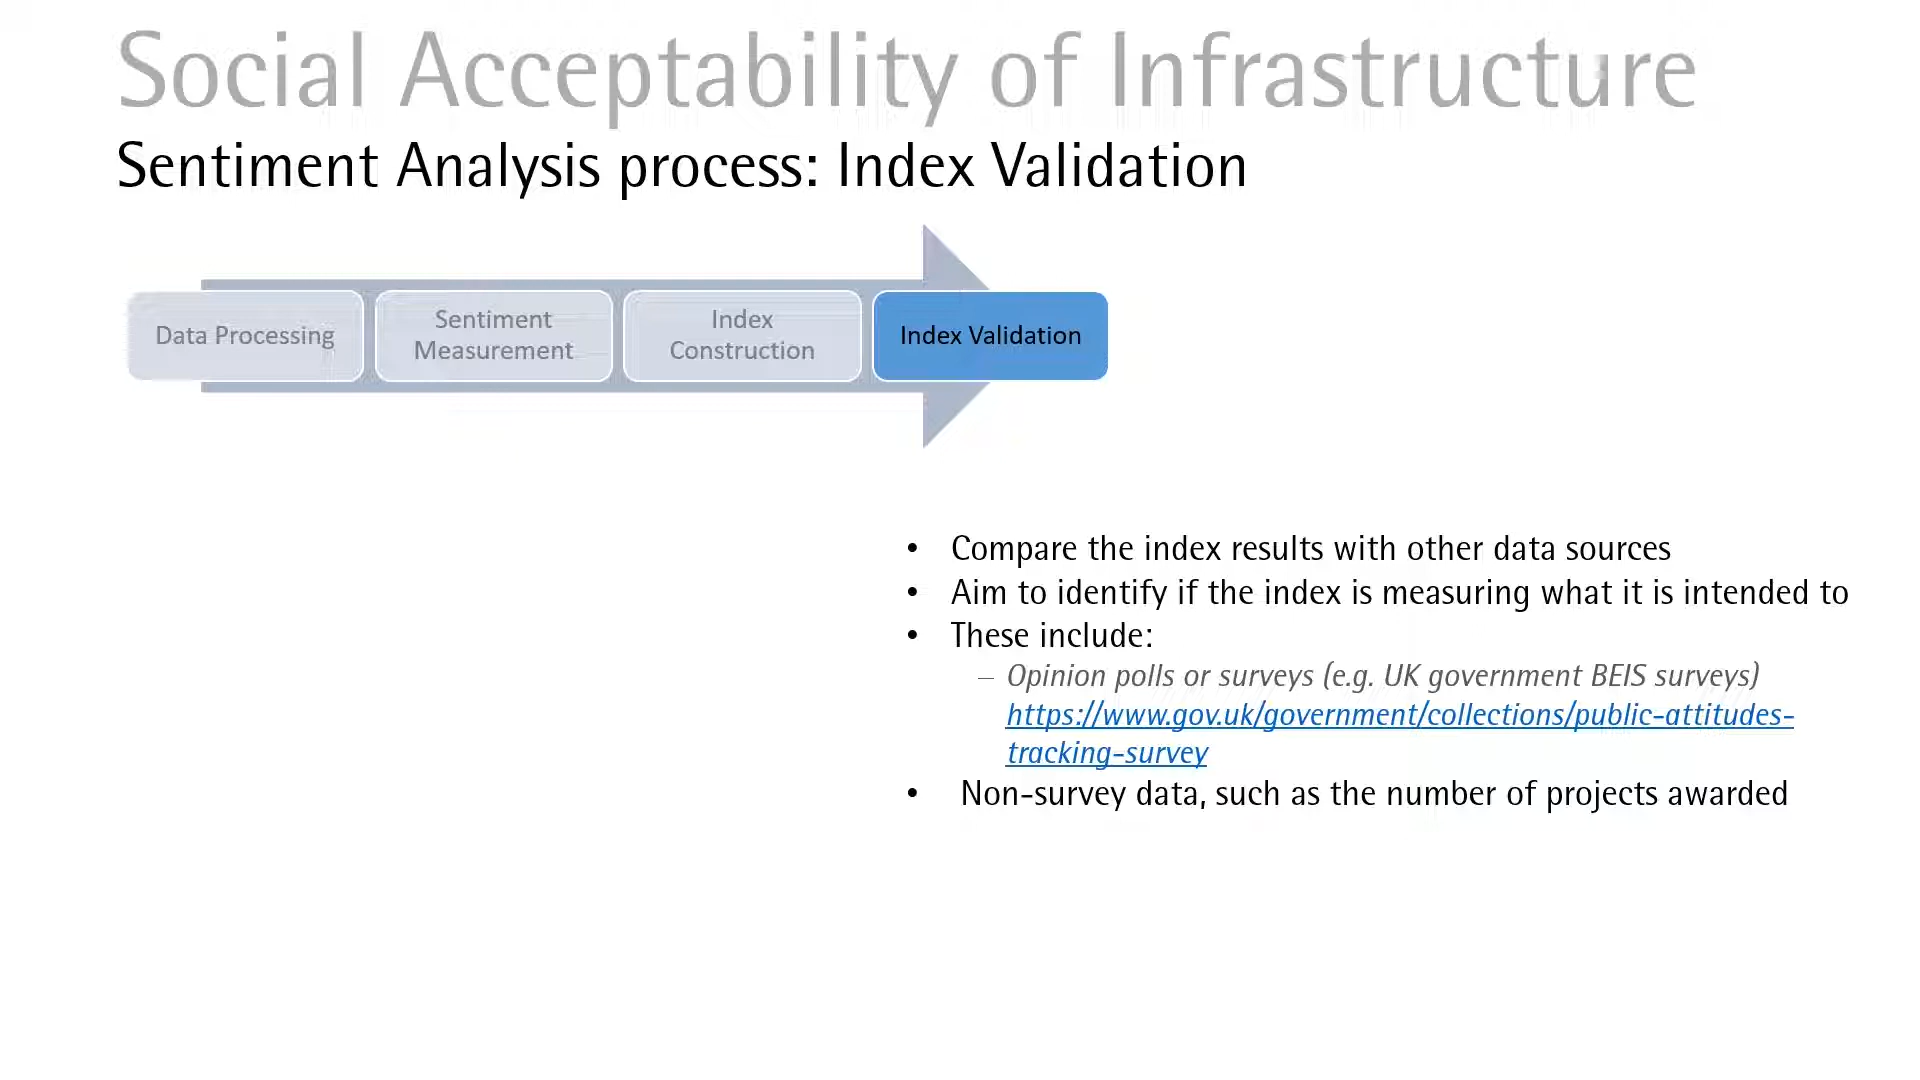 Social Acceptability of Infrastructure
Sentiment Analysis process: Index Validation
Data Processing
Sentiment
Measurement
Index
Construction
Index Validation
• Compare the index results with other data sources
• Aim to identify if the index is measuring what it is intended to
• These include:
– Opinion polls or surveys (e.g. UK government BEIS surveys)
https://www.gov.uk/government/collections/public-attitudes-
tracking-survey
• Non-survey data, such as the number of projects awarded